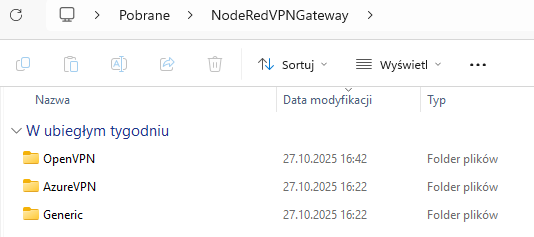 Pobrane > NodeRedVPNGateway >
Sortuj Wyświetl ...
Nazwa Data modyfikacji Typ
W ubiegłym tygodniu
OpenVPN 27.10.2025 16:42 Folder plików
AzureVPN 27.10.2025 16:22 Folder plików
Generic 27.10.2025 16:22 Folder plików